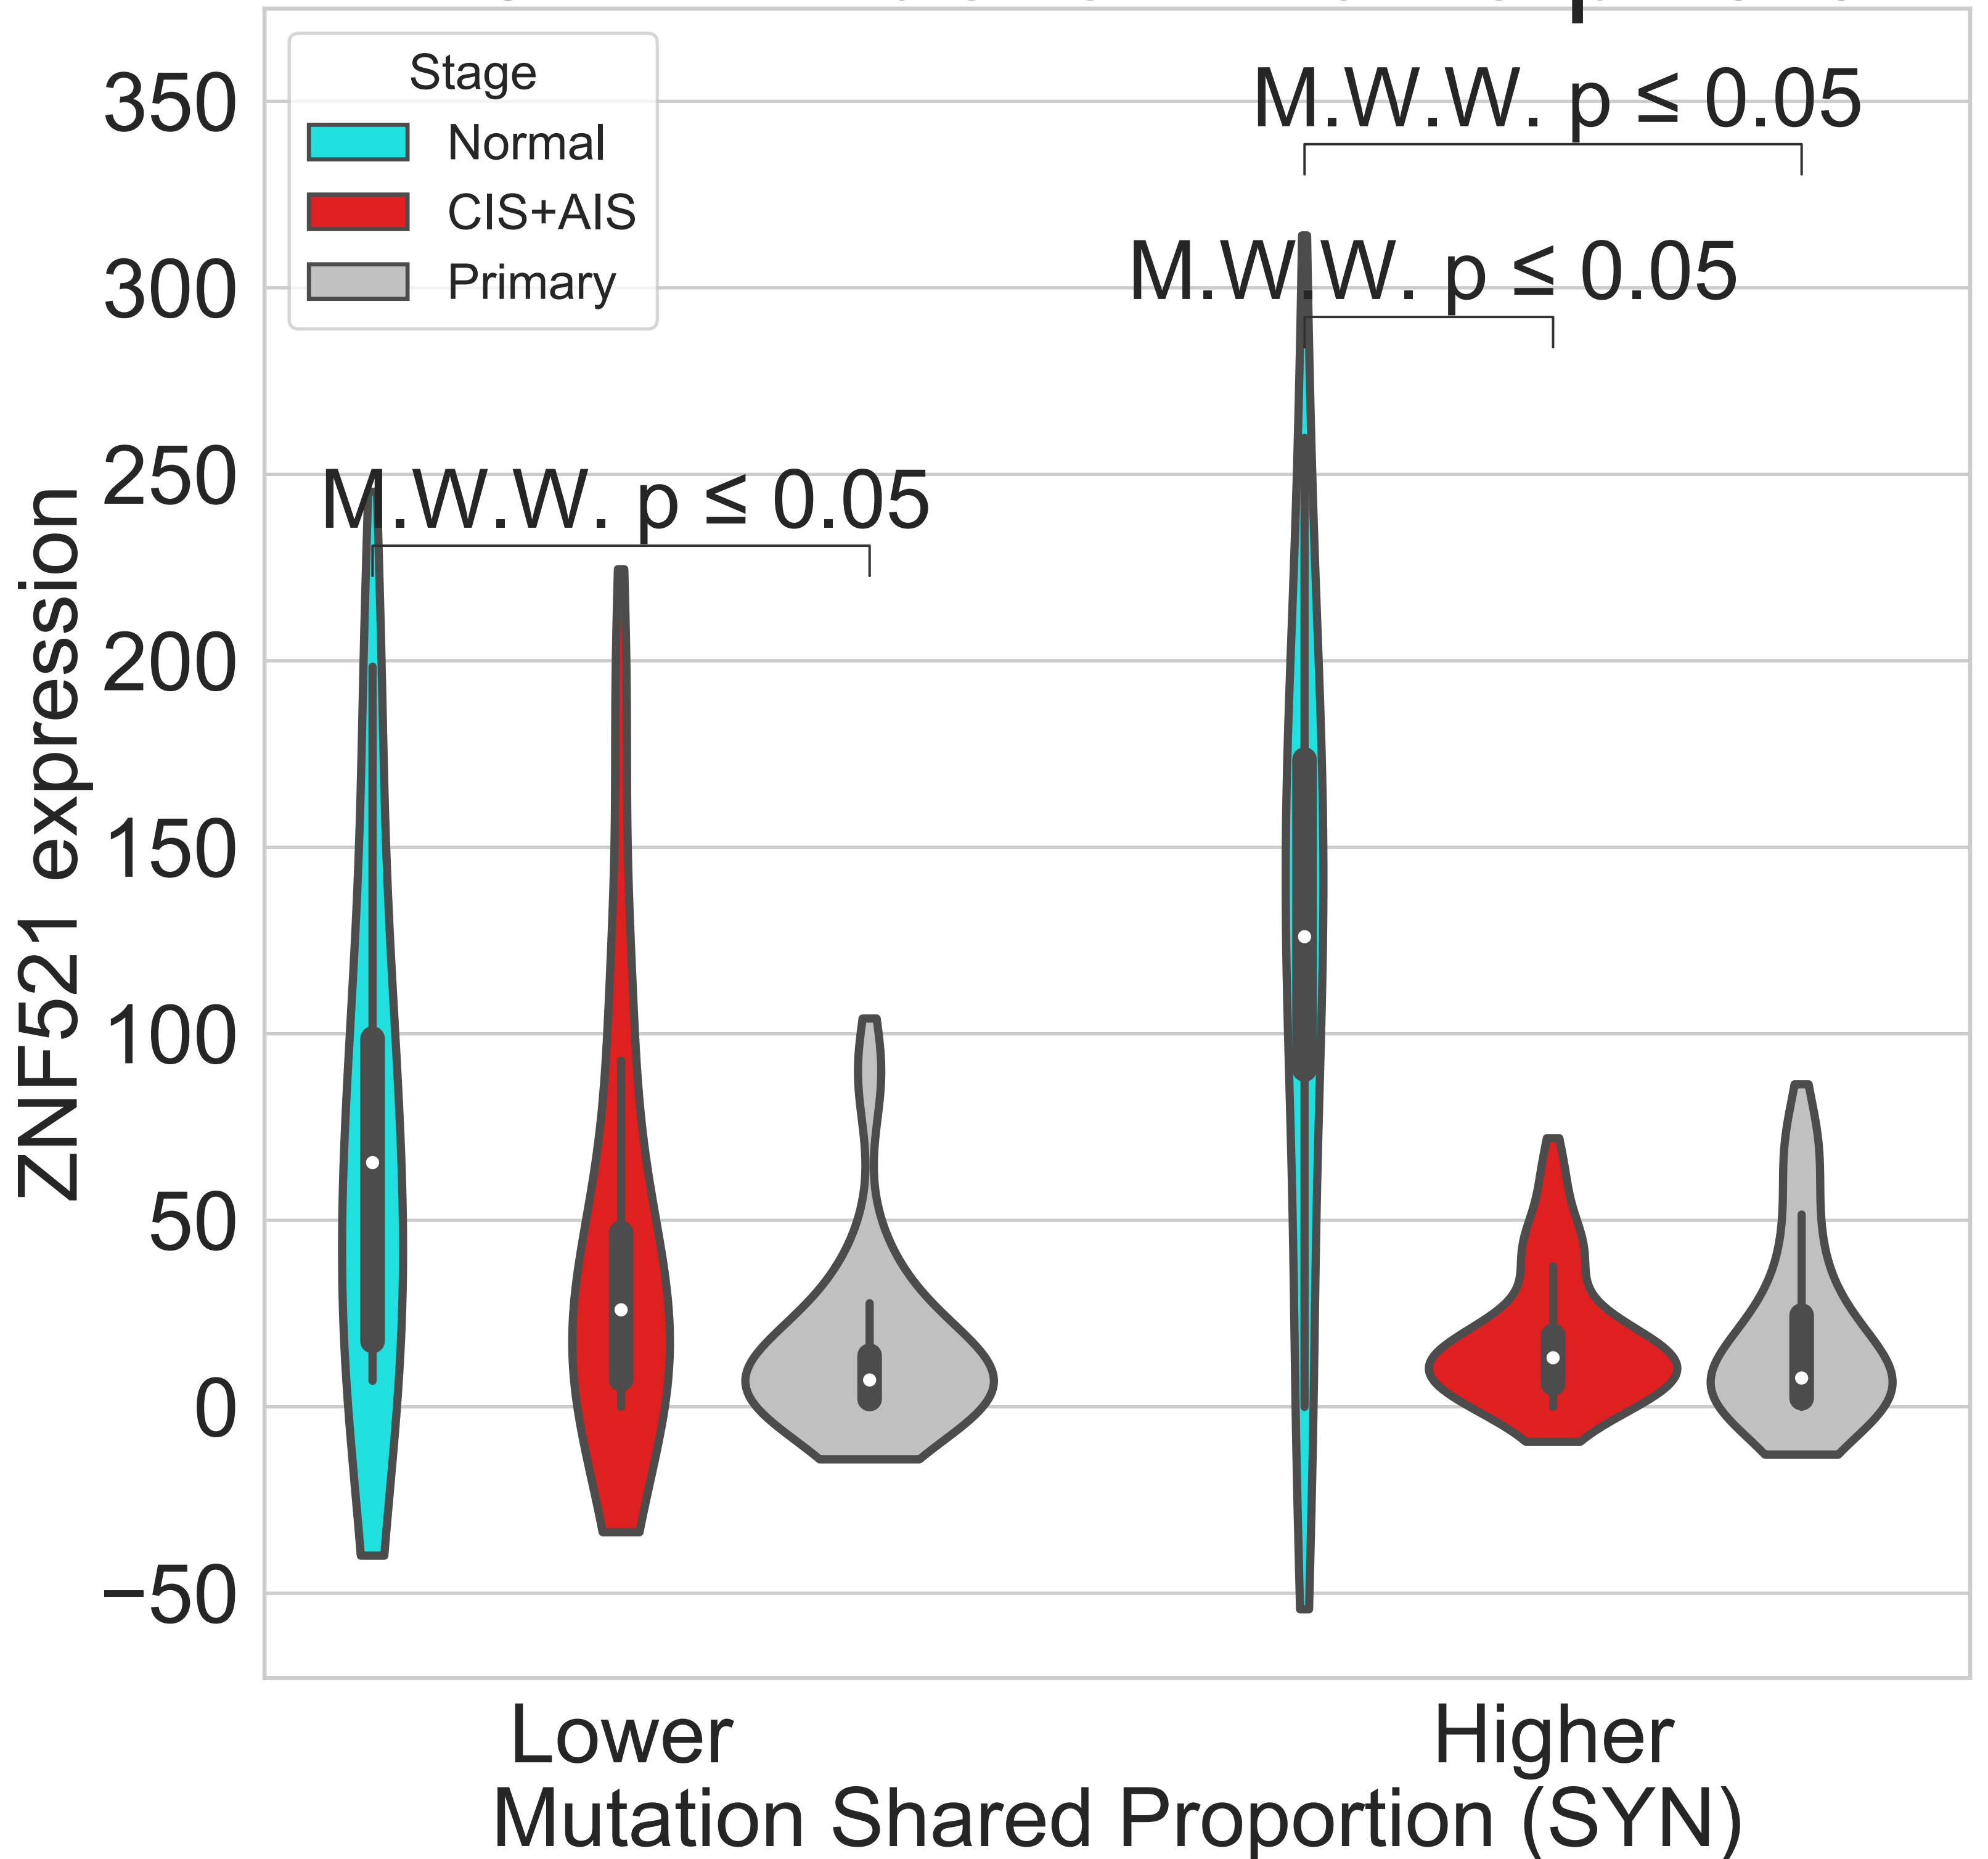 Stage
Normal
CIS+AIS
Primary
M.W.W. p ≤ 0.05
M.W.W. p ≤ 0.05
M.W.W. p ≤ 0.05
350
300
250
200
150
100
50
0
−50
ZNF521 expression
Lower
Higher
Mutation Shared Proportion (SYN)